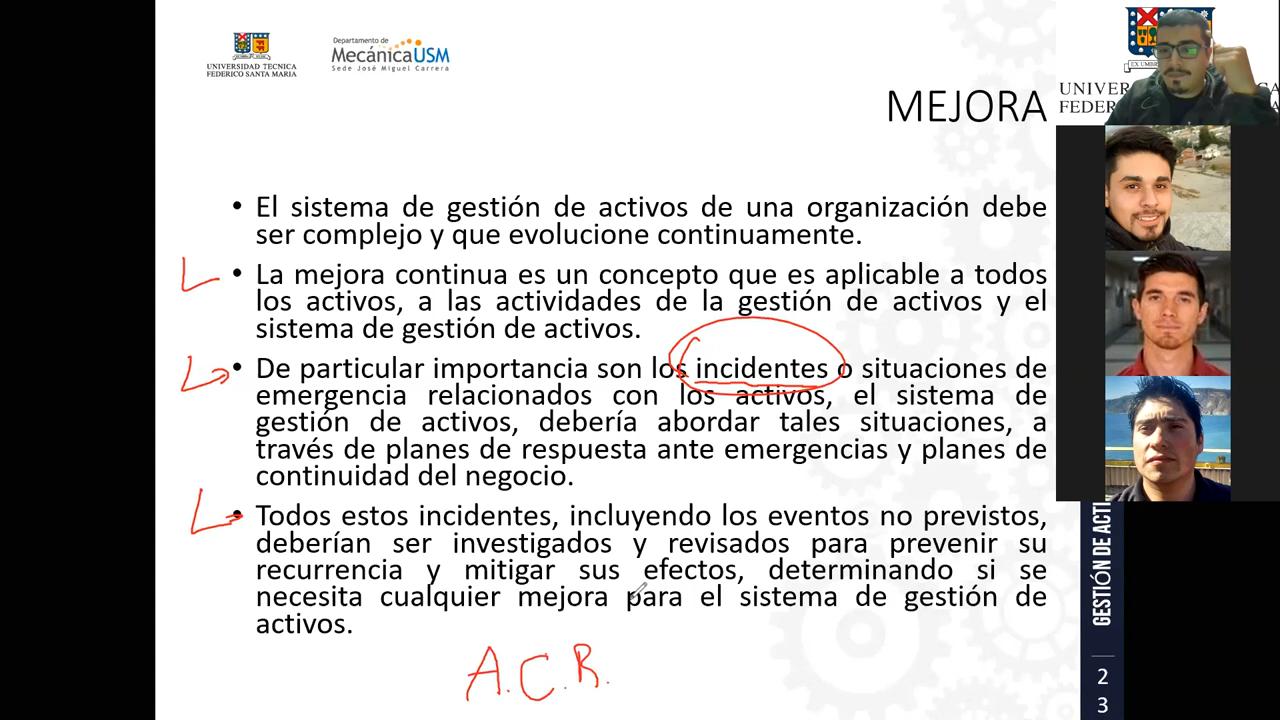 UNIVERSIDAD TECNICA
FEDERICO SANTA MARIA
Departamento de
MecánicaUSM
Sede José Miguel Carrera
EX UMB
UNIVER
GA
FEDER
MEJORA
• El sistema de gestión de activos de una organización debe
ser complejo y que evolucione continuamente.
• La mejora continua es un concepto que es aplicable a todos
los activos, a las actividades de la gestión de activos y el
sistema de gestión de activos.
• De particular importancia son los incidentes o situaciones de
emergencia relacionados con los activos, el sistema de
gestión de activos, debería abordar tales situaciones, a
través de planes de respuesta ante emergencias y planes de
continuidad del negocio.
• Todos estos incidentes, incluyendo los eventos no previstos,
deberían ser investigados y revisados para prevenir su
recurrencia y mitigar sus efectos, determinando si se
necesita cualquier mejora para el sistema de gestión de
activos.
A.C.R.
GESTIÓN DE ACTI
2
3